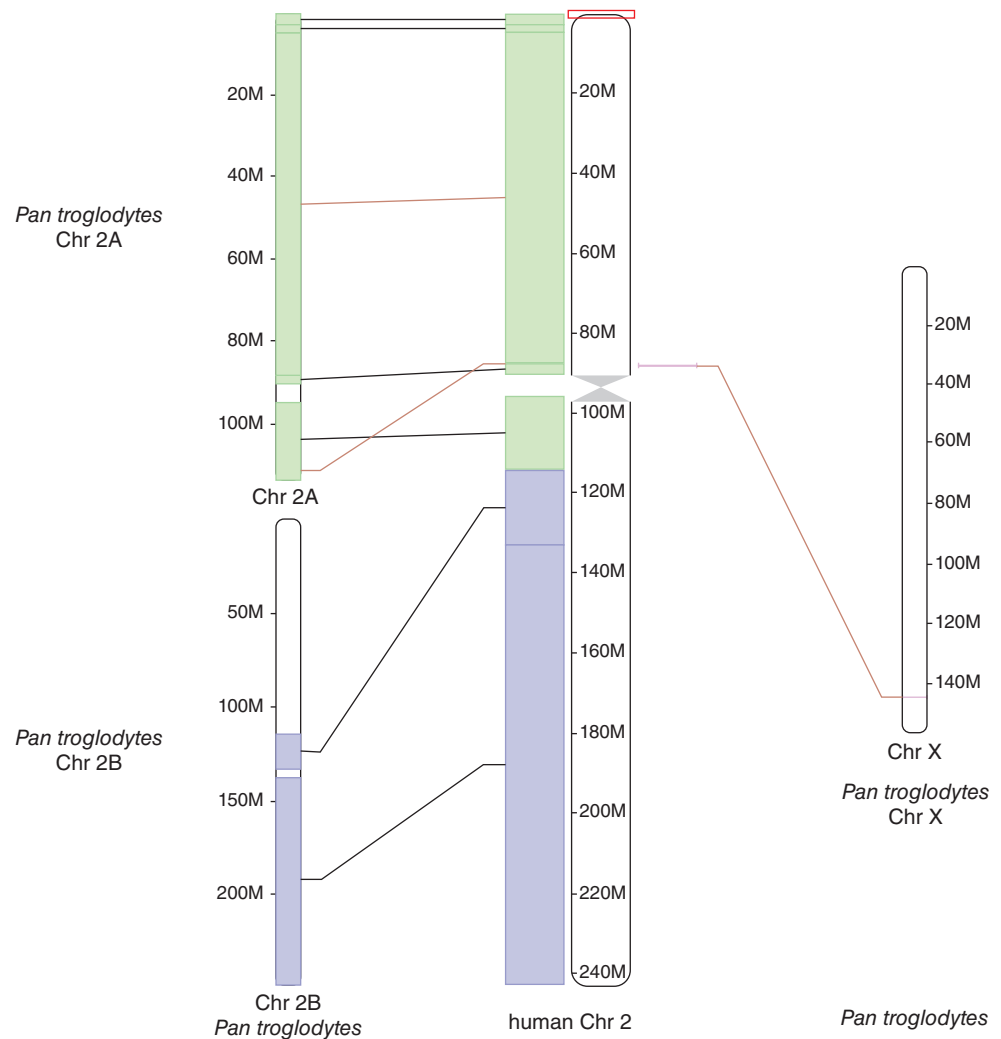 Pan troglodytes
Chr 2A
20M
40M
60M
80M
100M
Chr 2A
Pan troglodytes
Chr 2B
50M
100M
150M
200M
Chr 2B
Pan troglodytes
20M
40M
60M
80M
100M
120M
140M
160M
180M
200M
220M
240M
human Chr 2
20M
40M
60M
80M
100M
120M
140M
Chr X
Pan troglodytes
Chr X
Pan troglodytes